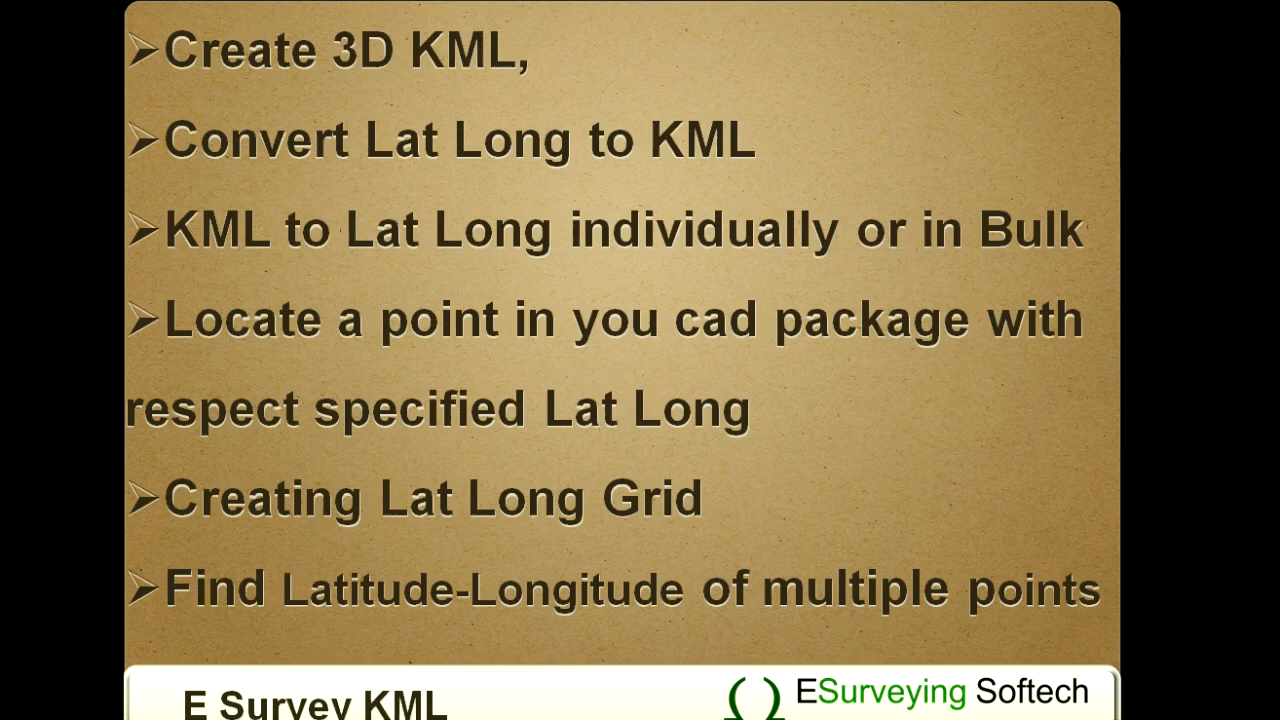 ➢Create 3D KML,
➢Convert Lat Long to KML
➢KML to Lat Long individually or in Bulk
➢Locate a point in you cad package with
respect specified Lat Long
➢Creating Lat Long Grid
➢Find Latitude-Longitude of multiple points
E Survey KML
ESurveying Softech